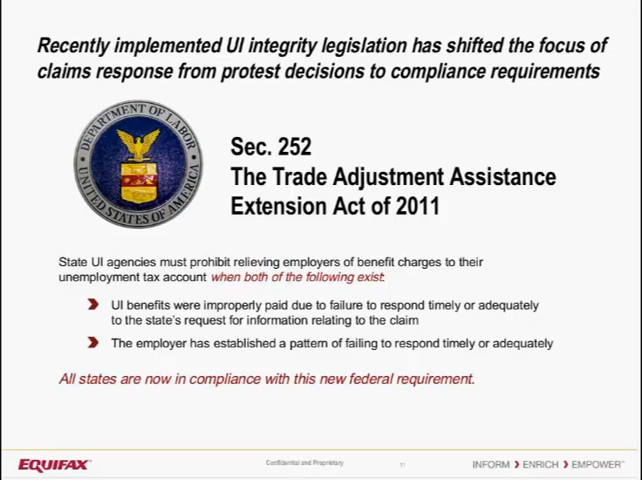 Recently implemented UI integrity legislation has shifted the focus of
claims response from protest decisions to compliance requirements
DEPARTMENT OF LABOR
UNITED STATES OF AMERICA
Sec. 252
The Trade Adjustment Assistance
Extension Act of 2011
State UI agencies must prohibit relieving employers of benefit charges to their
unemployment tax account when both of the following exist:
UI benefits were improperly paid due to failure to respond timely or adequately
to the state's request for information relating to the claim
The employer has established a pattern of failing to respond timely or adequately
All states are now in compliance with this new federal requirement.
EQUIFAX
Confidential and Proprietary
INFORM ❯ ENRICH ❯ EMPOWER™